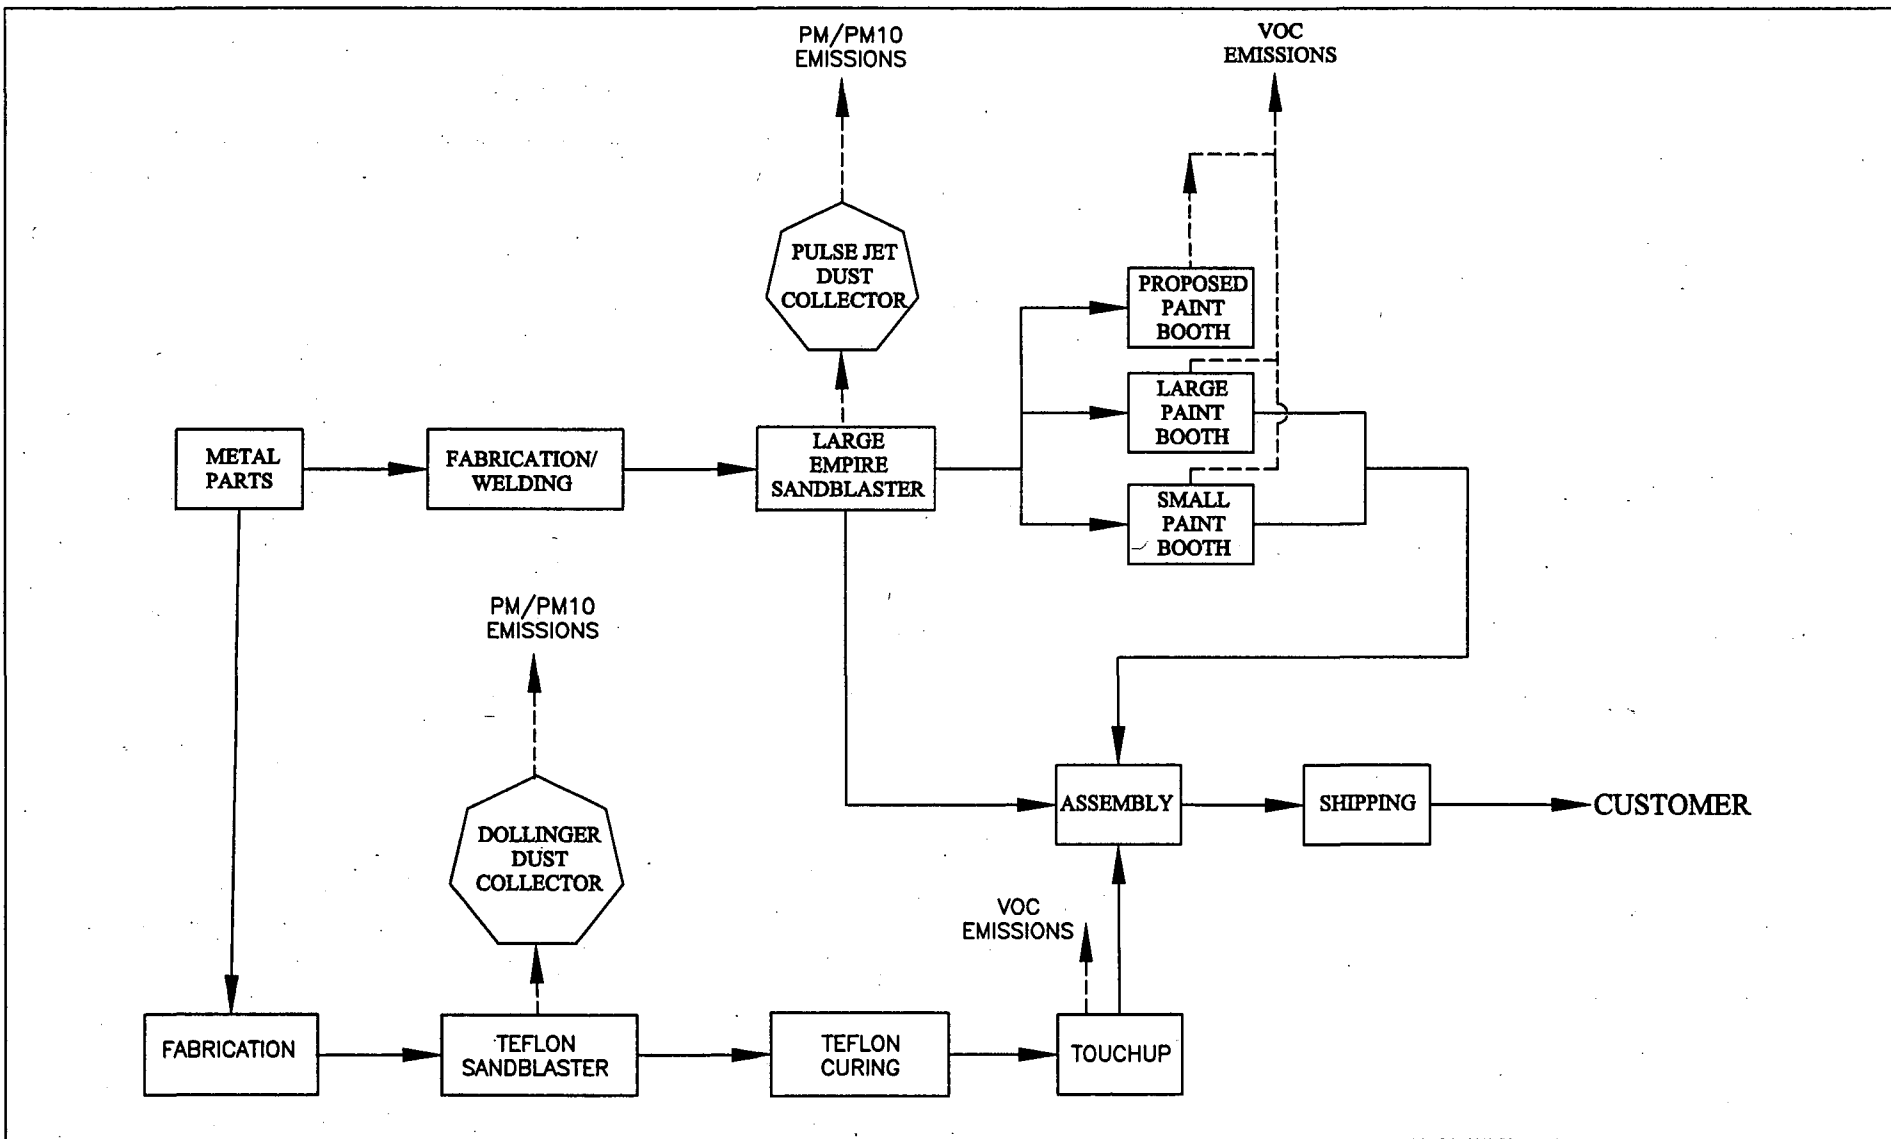 PM/PM10
EMISSIONS
VOC
EMISSIONS
PULSE JET
DUST
COLLECTOR
PROPOSED
PAINT
BOOTH
LARGE
PAINT
BOOTH
METAL
PARTS
FABRICATION/
WELDING
LARGE
EMPIRE
SANDBLASTER
SMALL
PAINT
BOOTH
PM/PM10
EMISSIONS
DOLLINGER
DUST
COLLECTOR
ASSEMBLY
SHIPPING
CUSTOMER
VOC
EMISSIONS
FABRICATION
TEFLON
SANDBLASTER
TEFLON
CURING
TOUCHUP